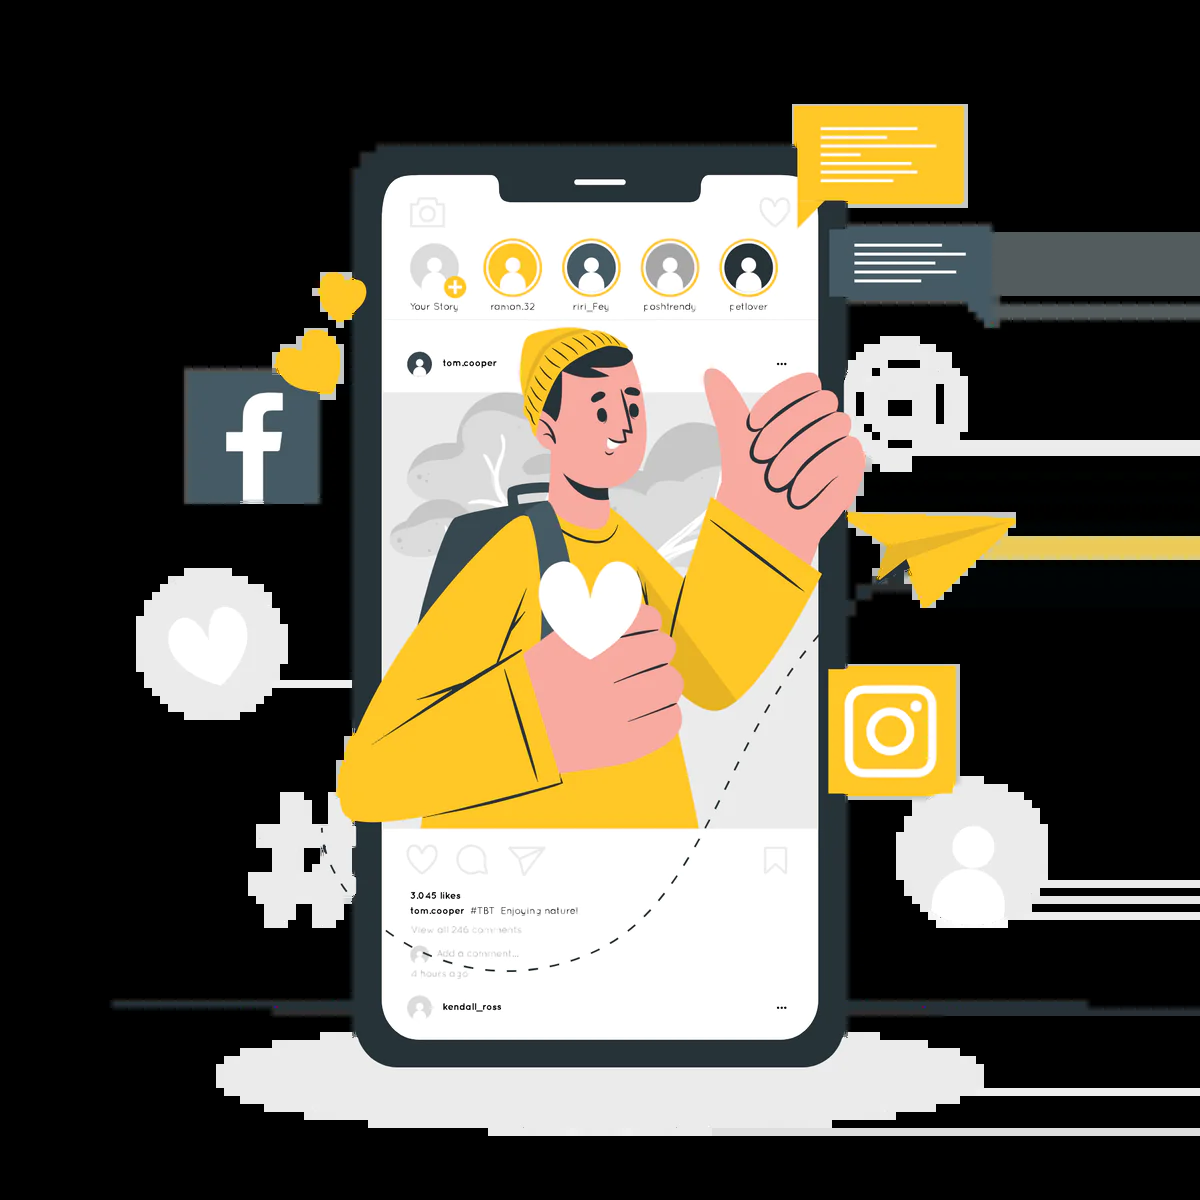 Your Story
roman.32
riri_Fey
poshtrendy
petlover
tom.cooper
3.045 likes
tom.cooper #TBT Enjoying nature!
View all 246 comments
Add a comment...
4 hours ago
kendall_ross